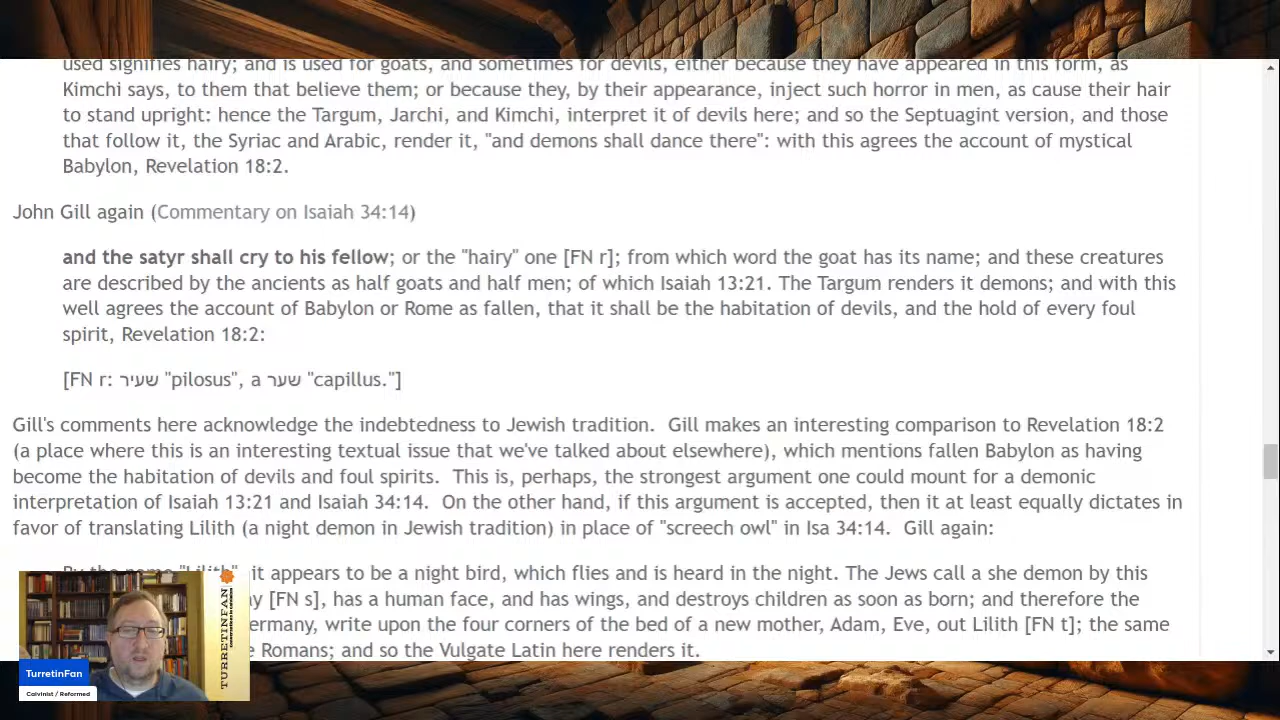 used signifies hairy; and is used for goats, and sometimes for devils, either because they have appeared in this form, as
Kimchi says, to them that believe them; or because they, by their appearance, inject such horror in men, as cause their hair
to stand upright: hence the Targum, Jarchi, and Kimchi, interpret it of devils here; and so the Septuagint version, and those
that follow it, the Syriac and Arabic, render it, "and demons shall dance there": with this agrees the account of mystical
Babylon, Revelation 18:2.
John Gill again (Commentary on Isaiah 34:14)
and the satyr shall cry to his fellow; or the "hairy" one [FN r]; from which word the goat has its name; and these creatures
are described by the ancients as half goats and half men; of which Isaiah 13:21. The Targum renders it demons; and with this
well agrees the account of Babylon or Rome as fallen, that it shall be the habitation of devils, and the hold of every foul
spirit, Revelation 18:2:
[FN r: שעיר "pilosus", a שער "capillus."]
Gill's comments here acknowledge the indebtedness to Jewish tradition. Gill makes an interesting comparison to Revelation 18:2
(a place where this is an interesting textual issue that we've talked about elsewhere), which mentions fallen Babylon as having
become the habitation of devils and foul spirits. This is, perhaps, the strongest argument one could mount for a demonic
interpretation of Isaiah 13:21 and Isaiah 34:14. On the other hand, if this argument is accepted, then it at least equally dictates in
favor of translating Lilith (a night demon in Jewish tradition) in place of "screech owl" in Isa 34:14. Gill again:
By the name "Lilith", it appears to be a night bird, which flies and is heard in the night. The Jews call a she demon by this
[FN s], has a human face, and has wings, and destroys children as soon as born; and therefore the
write upon the four corners of the bed of a new mother, Adam, Eve, out Lilith [FN t]; the same
Romans; and so the Vulgate Latin here renders it.
TURRETINFAN
TurretinFan
Calvinist / Reformed